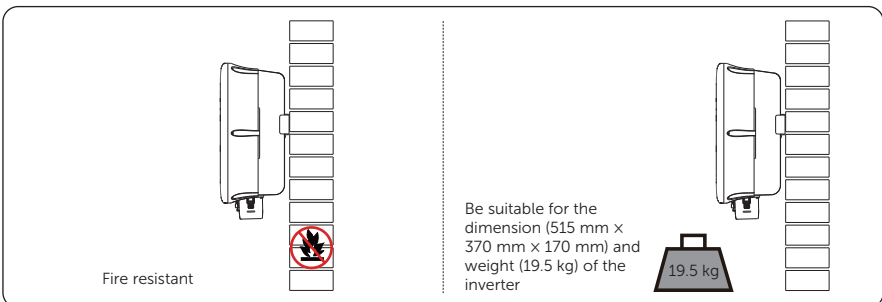 Fire resistant
Be suitable for the
dimension (515 mm ×
370 mm × 170 mm) and
weight (19.5 kg) of the
inverter
19.5 kg